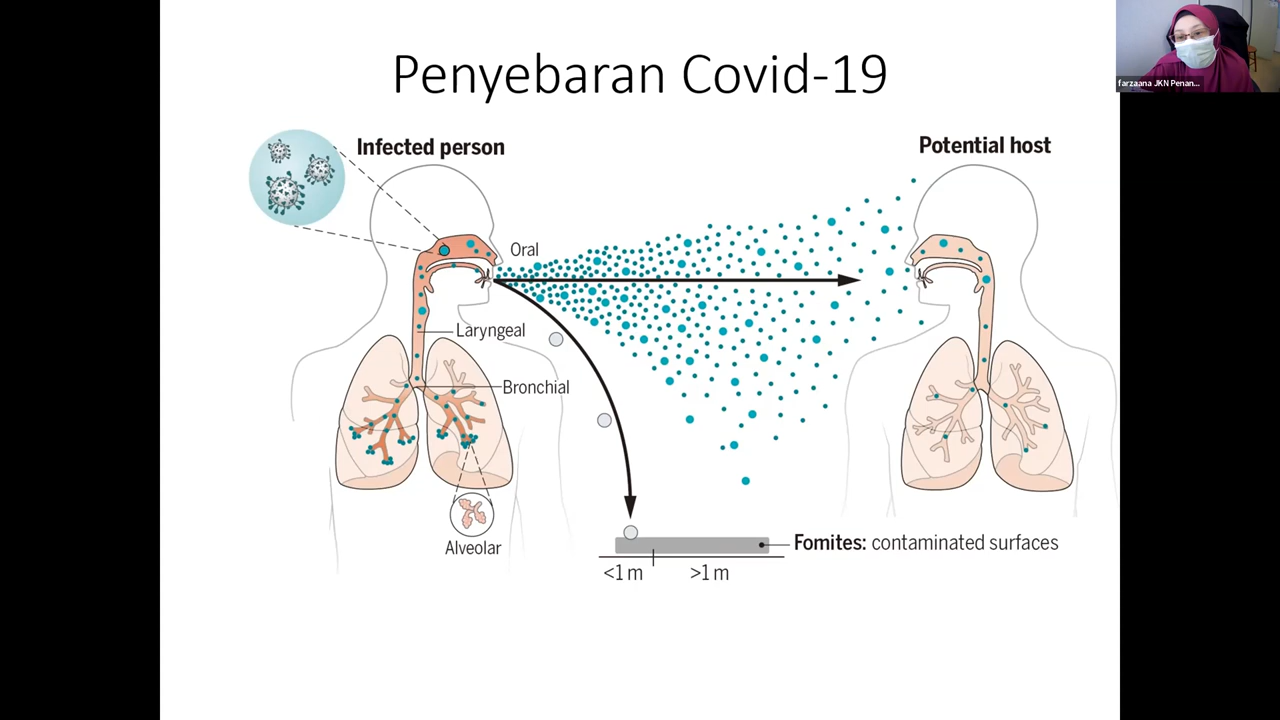 Penyebaran Covid-19
farzaana JKN Penan...
Infected person
Potential host
Oral
Laryngeal
Bronchial
Alveolar
Fomites: contaminated surfaces
<1 m
>1 m